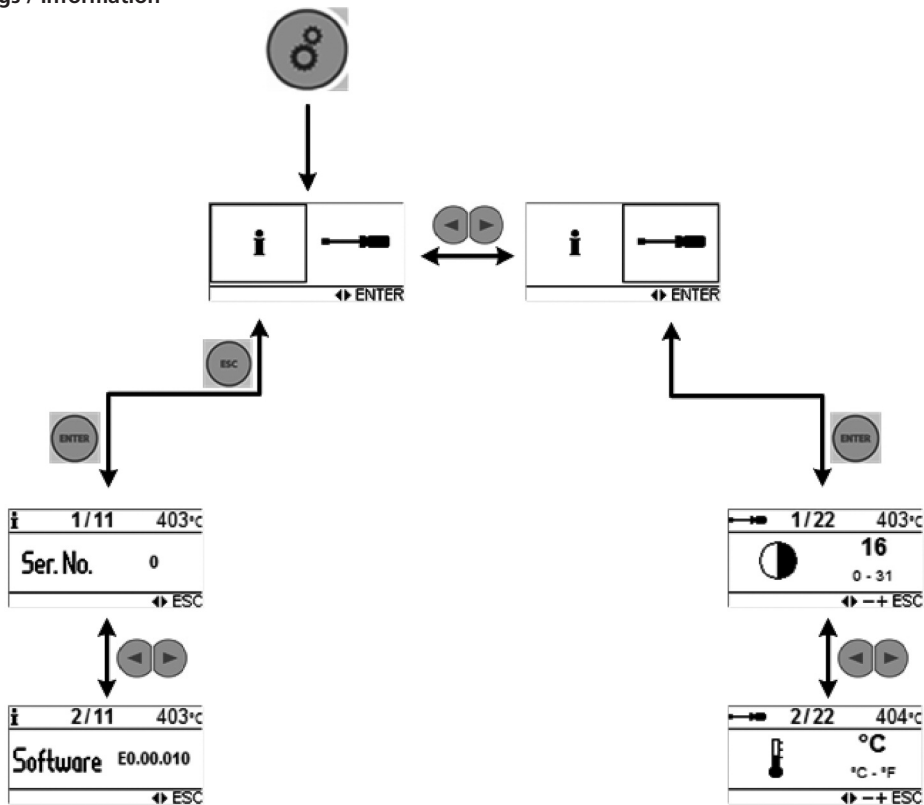 / Information
ENTER
ENTER
ESC
ENTER
ENTER
i 1/11 403°C
Ser. No. 0
ESC
1/22 403°C
16
0 - 31
-+ ESC
i 2/11 403°C
Software E0.00.010
ESC
2/22 404°C
°C
°C - °F
-+ ESC